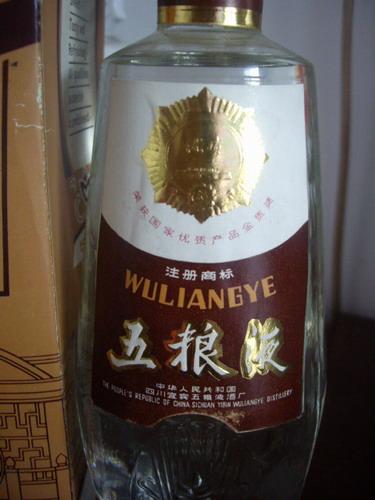 荣获国家优质产品金质奖
注册商标
WULIANGYE
五粮液
中华人民共和国
四川宜宾五粮液酒厂
THE PEOPLE'S REPUBLIC OF CHINA SICHUAN YIBIN WULIANGYE DISTILLERY